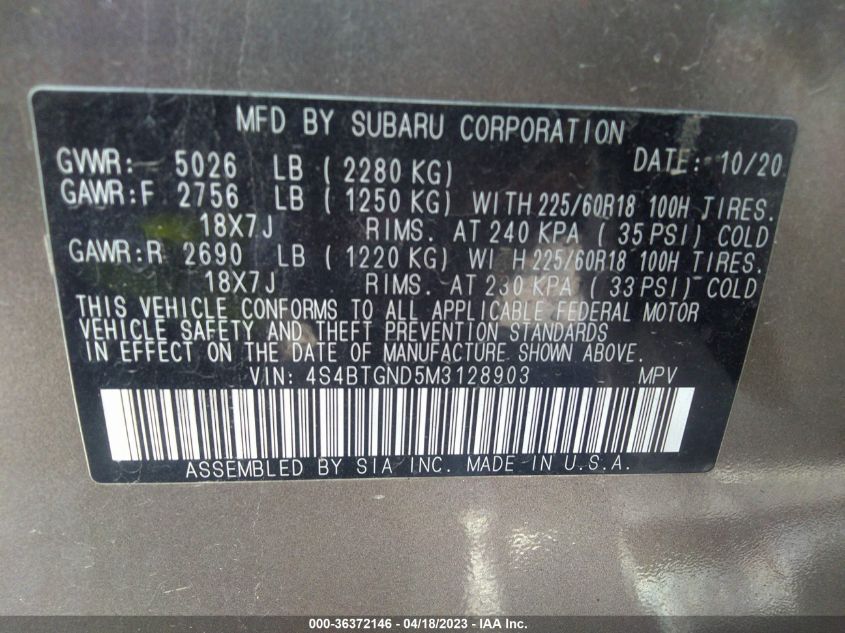 MFD BY SUBARU CORPORATION
GVWR: 5026 LB ( 2280 KG) DATE: 10/20
GAWR:F 2756 LB ( 1250 KG) WITH 225/60R18 100H TIRES.
18X7J RIMS. AT 240 KPA ( 35 PSI) COLD
GAWR:R 2690 LB ( 1220 KG) WI H 225/60R18 100H TIRES.
18X7J RIMS. AT 230 KPA ( 33 PSI) COLD
THIS VEHICLE CONFORMS TO ALL APPLICABLE FEDERAL MOTOR
VEHICLE SAFETY AND THEFT PREVENTION STANDARDS
IN EFFECT ON THE DATE OF MANUFACTURE SHOWN ABOVE.
VIN: 4S4BTGND5M3128903 MPV
ASSEMBLED BY SIA INC. MADE IN U.S.A.
000-36372146 - 04/18/2023 - IAAI Inc.